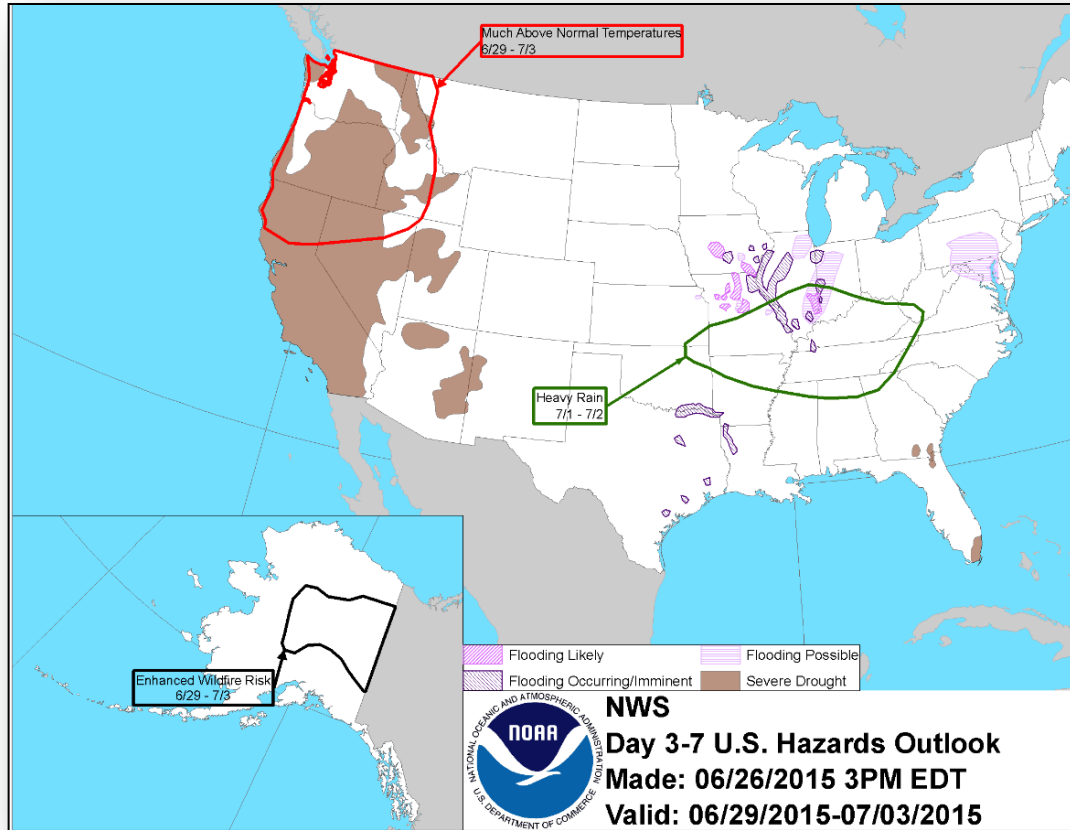 Much Above Normal Temperatures
6/29 - 7/3
Heavy Rain
7/1 - 7/2
Enhanced Wildfire Risk
6/29 - 7/3
Flooding Likely
Flooding Possible
Flooding Occurring/Imminent
Severe Drought
NATIONAL OCEANIC AND ATMOSPHERIC ADMINISTRATION
NOAA
U.S. DEPARTMENT OF COMMERCE
NWS
Day 3-7 U.S. Hazards Outlook
Made: 06/26/2015 3PM EDT
Valid: 06/29/2015-07/03/2015